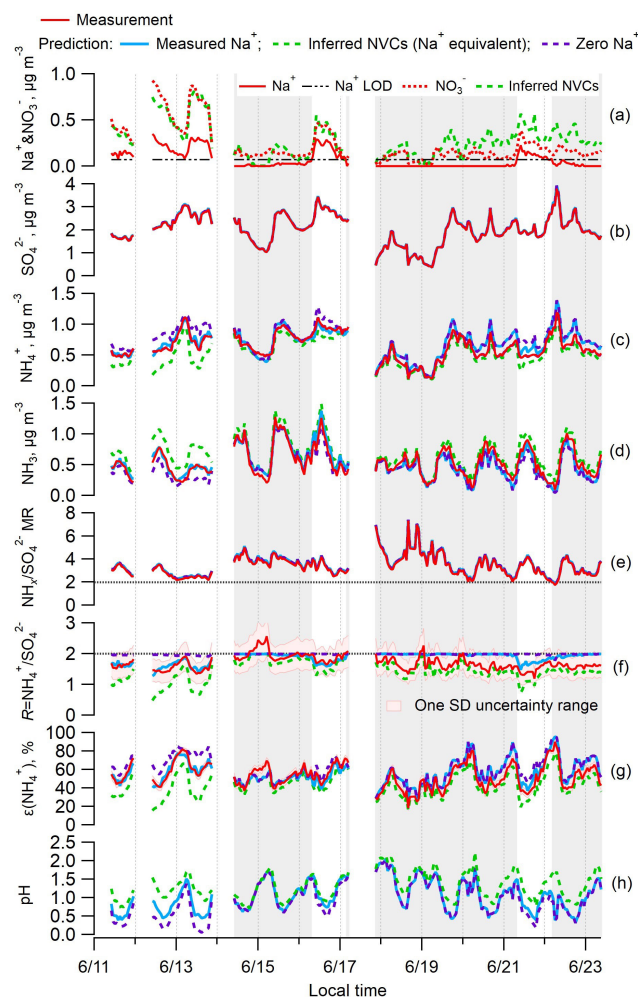 Measurement
Prediction: Measured Na⁺; Inferred NVCs (Na⁺ equivalent); Zero Na⁺
Na⁺&NO₃⁻, µg m⁻³
1.0
0.5
0.0
Na⁺ Na⁺ LOD NO₃⁻ Inferred NVCs
(a)
SO₄²⁻, µg m⁻³
4
3
2
1
0
(b)
NH₄⁺, µg m⁻³
1.5
1.0
0.5
0.0
(c)
NH₃, µg m⁻³
1.5
1.0
0.5
0.0
(d)
NHₓ/SO₄²⁻ MR
8
6
4
2
0
(e)
R=NH₄⁺/SO₄²⁻
3
2
1
0
(f)
One SD uncertainty range
ε(NH₄⁺), %
100
80
60
40
20
0
(g)
pH
2.5
2.0
1.5
1.0
0.5
0.0
(h)
6/11 6/13 6/15 6/17 6/19 6/21 6/23
Local time